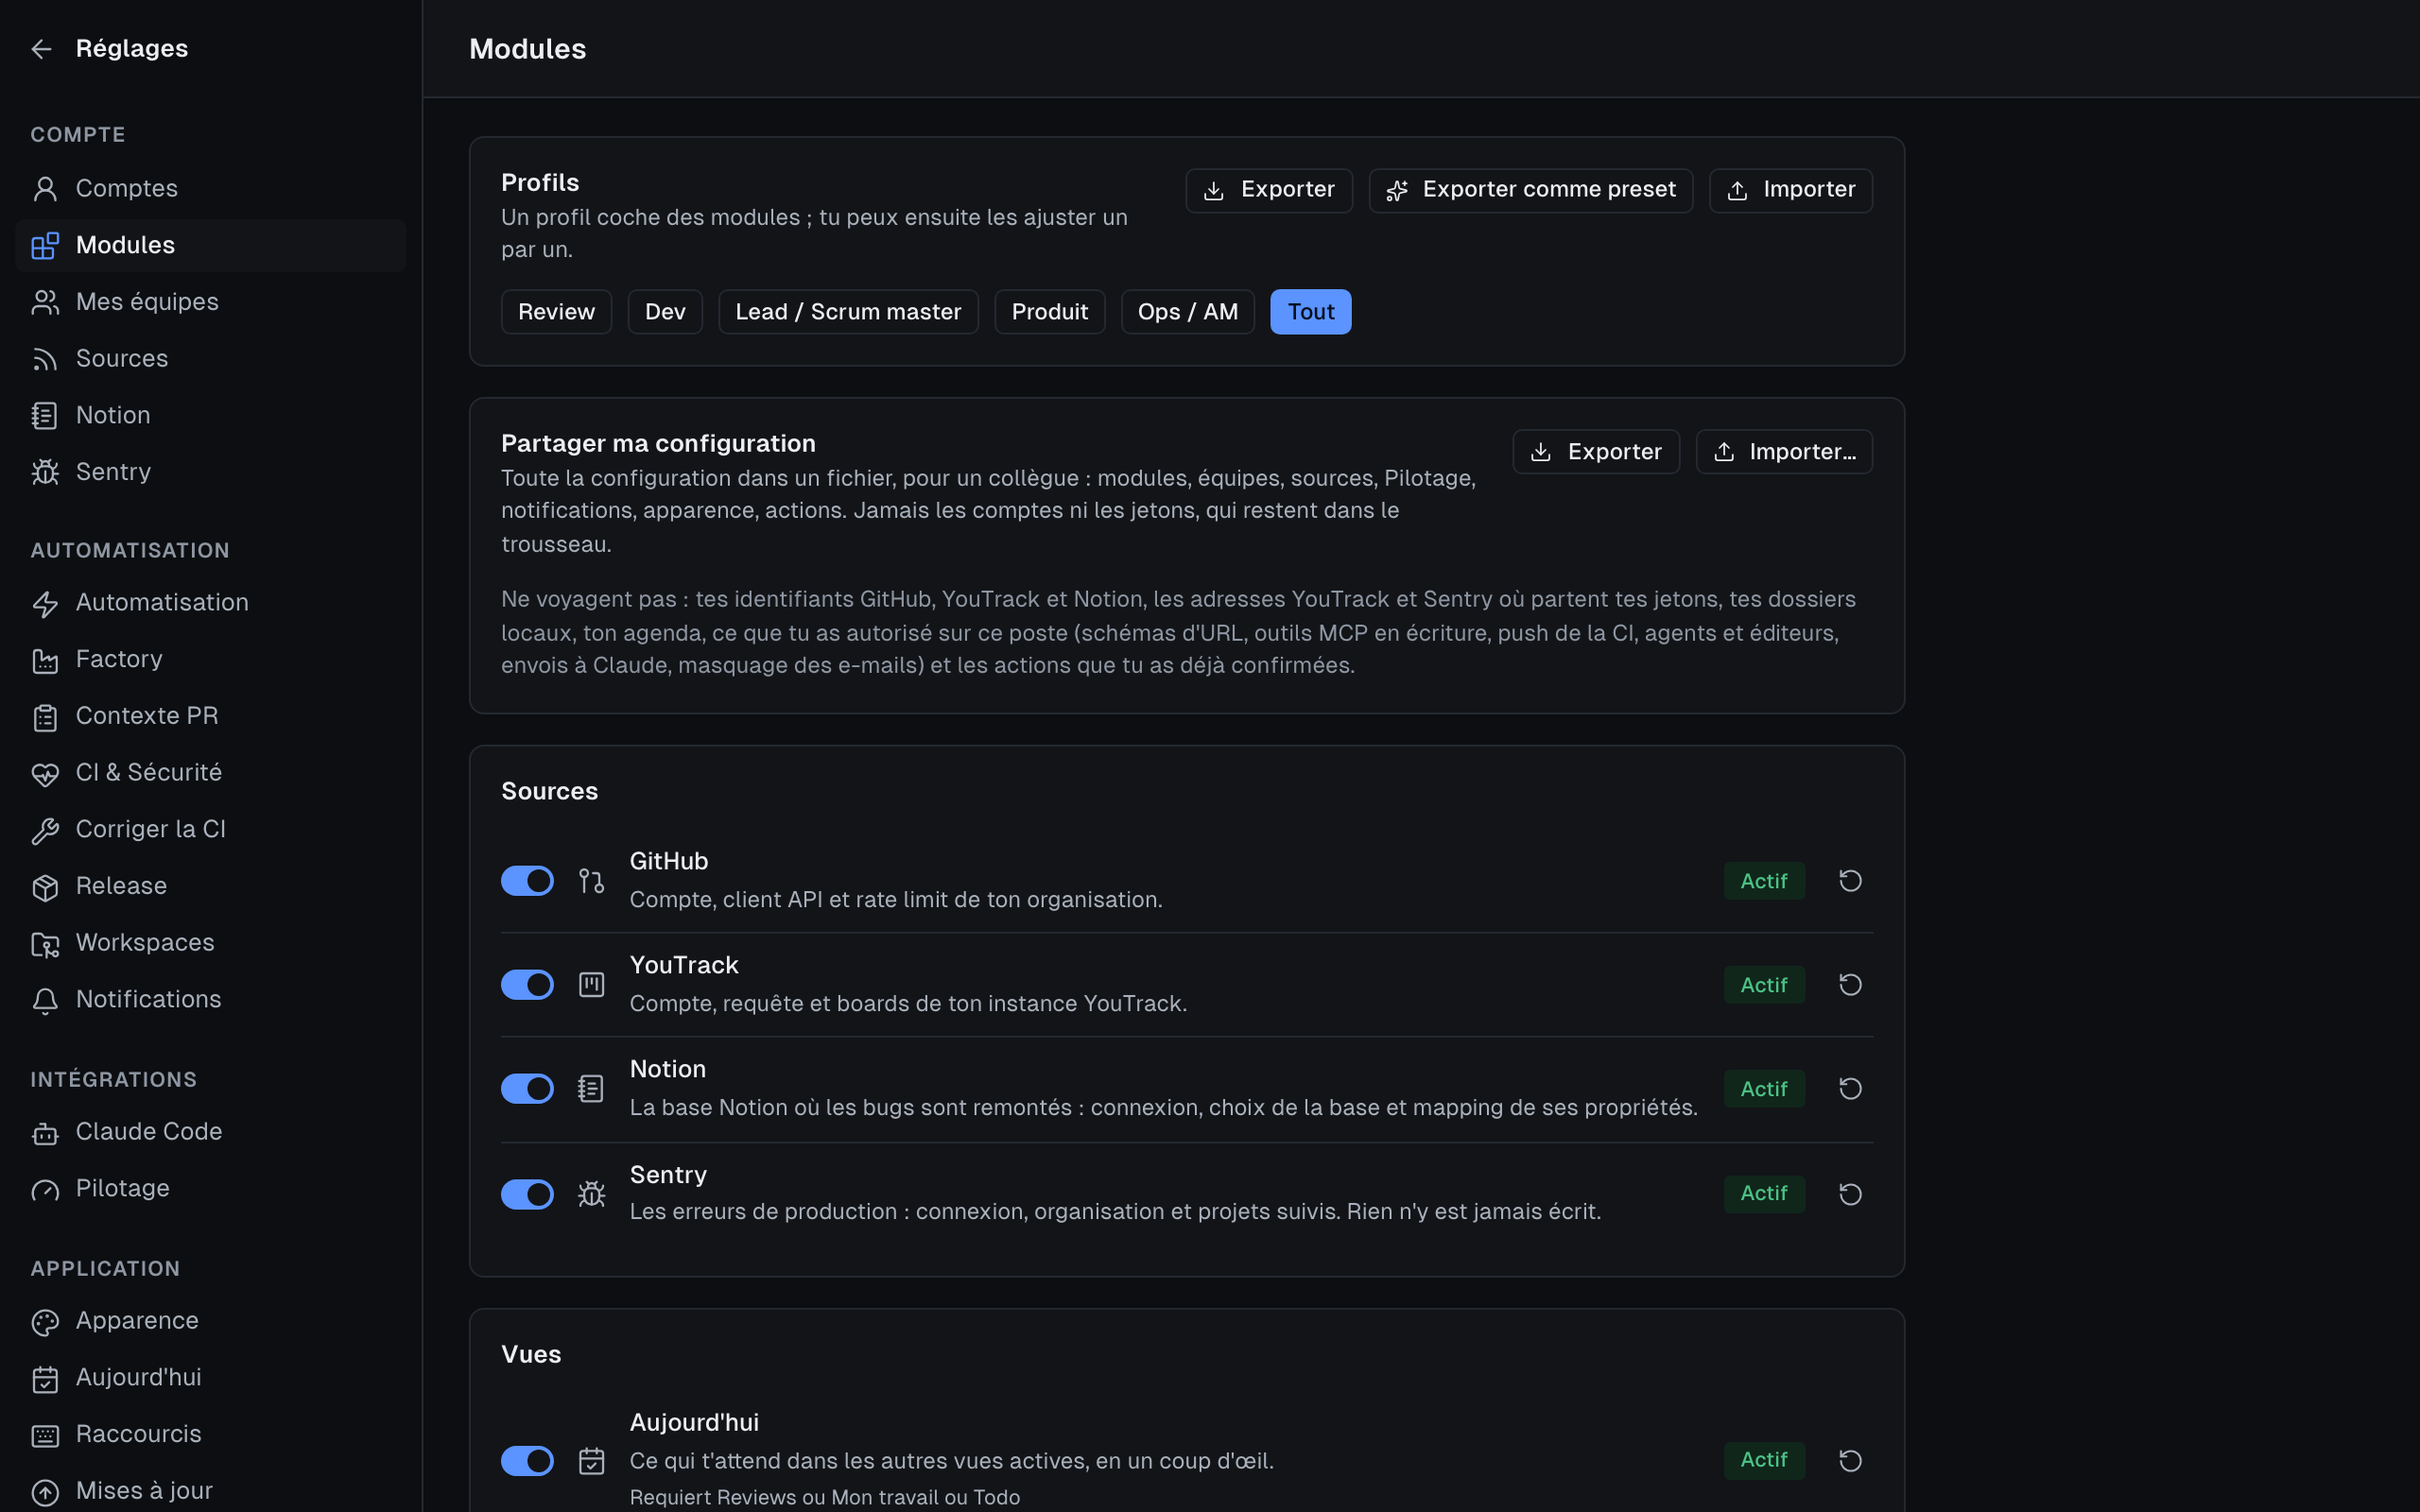 Réglages
COMPTE
Comptes
Modules
Mes équipes
Sources
Notion
Sentry
AUTOMATISATION
Automatisation
Factory
Contexte PR
CI & Sécurité
Corriger la CI
Release
Workspaces
Notifications
INTÉGRATIONS
Claude Code
Pilotage
APPLICATION
Apparence
Aujourd'hui
Raccourcis
Mises à jour
Modules
Profils
Un profil coche des modules ; tu peux ensuite les ajuster un
par un.
Exporter
Exporter comme preset
Importer
Review
Dev
Lead / Scrum master
Produit
Ops / AM
Tout
Partager ma configuration
Toute la configuration dans un fichier, pour un collègue : modules, équipes, sources, Pilotage,
notifications, apparence, actions. Jamais les comptes ni les jetons, qui restent dans le
trousseau.
Exporter
Importer…
Ne voyagent pas : tes identifiants GitHub, YouTrack et Notion, les adresses YouTrack et Sentry où partent tes jetons, tes dossiers
locaux, ton agenda, ce que tu as autorisé sur ce poste (schémas d'URL, outils MCP en écriture, push de la CI, agents et éditeurs,
envois à Claude, masquage des e-mails) et les actions que tu as déjà confirmées.
Sources
GitHub
Compte, client API et rate limit de ton organisation.
Actif
YouTrack
Compte, requête et boards de ton instance YouTrack.
Actif
Notion
La base Notion où les bugs sont remontés : connexion, choix de la base et mapping de ses propriétés.
Actif
Sentry
Les erreurs de production : connexion, organisation et projets suivis. Rien n'y est jamais écrit.
Actif
Vues
Aujourd'hui
Ce qui t'attend dans les autres vues actives, en un coup d'œil.
Requiert Reviews ou Mon travail ou Todo
Actif